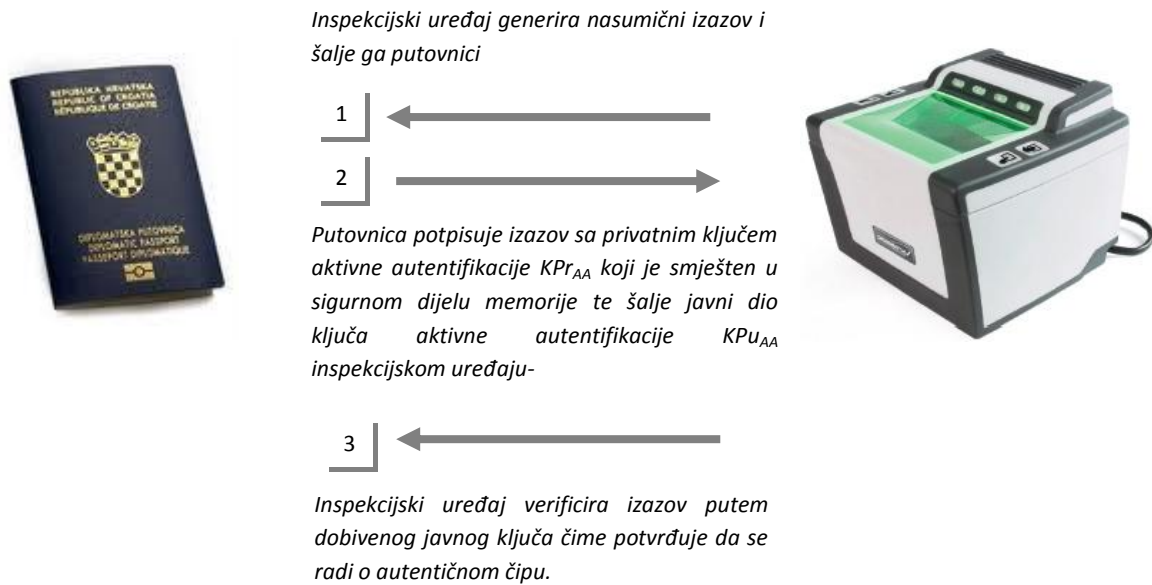 Inspekcijski uređaj generira nasumični izazov i
šalje ga putovnici
REPUBLIKA HRVATSKA
REPUBLIC OF CROATIA
RÉPUBLIQUE DE CROATIE
DIPLOMATSKA PUTOVNICA
DIPLOMATIC PASSPORT
PASSEPORT DIPLOMATIQUE
1
2
Putovnica potpisuje izazov sa privatnim ključem
aktivne autentifikacije KPrAA koji je smješten u
sigurnom dijelu memorije te šalje javni dio
ključa aktivne autentifikacije KPuAA
inspekcijskom uređaju-
3
Inspekcijski uređaj verificira izazov putem
dobivenog javnog ključa čime potvrđuje da se
radi o autentičnom čipu.